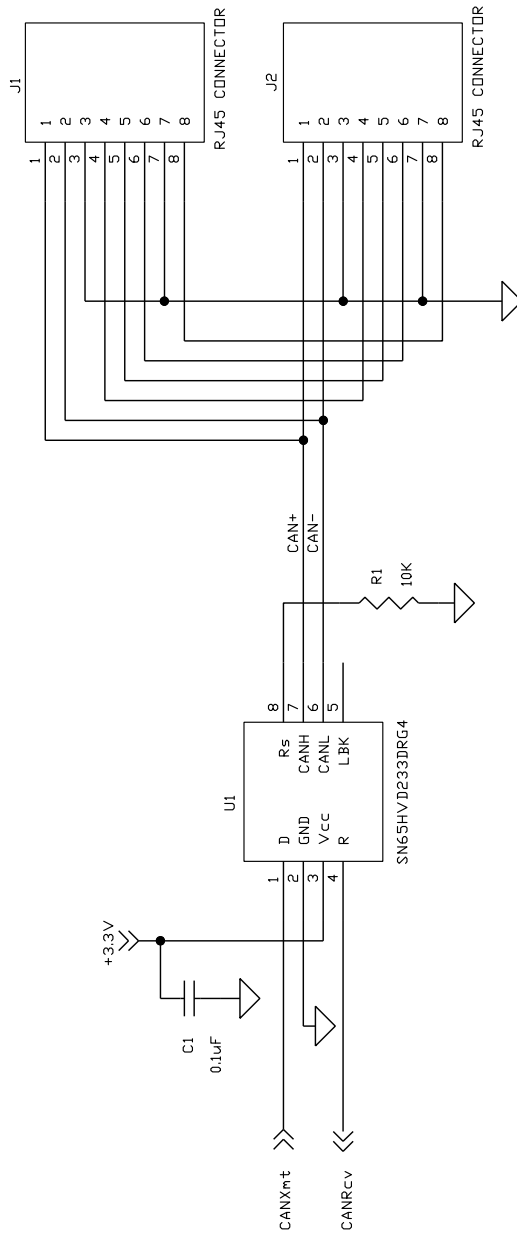 J1
1
2
3
4
5
6
7
8
1
2
3
4
5
6
7
8
RJ45 CONNECTOR
J2
1
2
3
4
5
6
7
8
1
2
3
4
5
6
7
8
RJ45 CONNECTOR
CAN+
CAN-
R1
10K
U1
8
7
6
5
Rs
CANH
CANL
LBK
D
GND
Vcc
R
1
2
3
4
SN65HVD233DRG4
+3.3V
C1
0.1uF
CANXmt
CANRcv